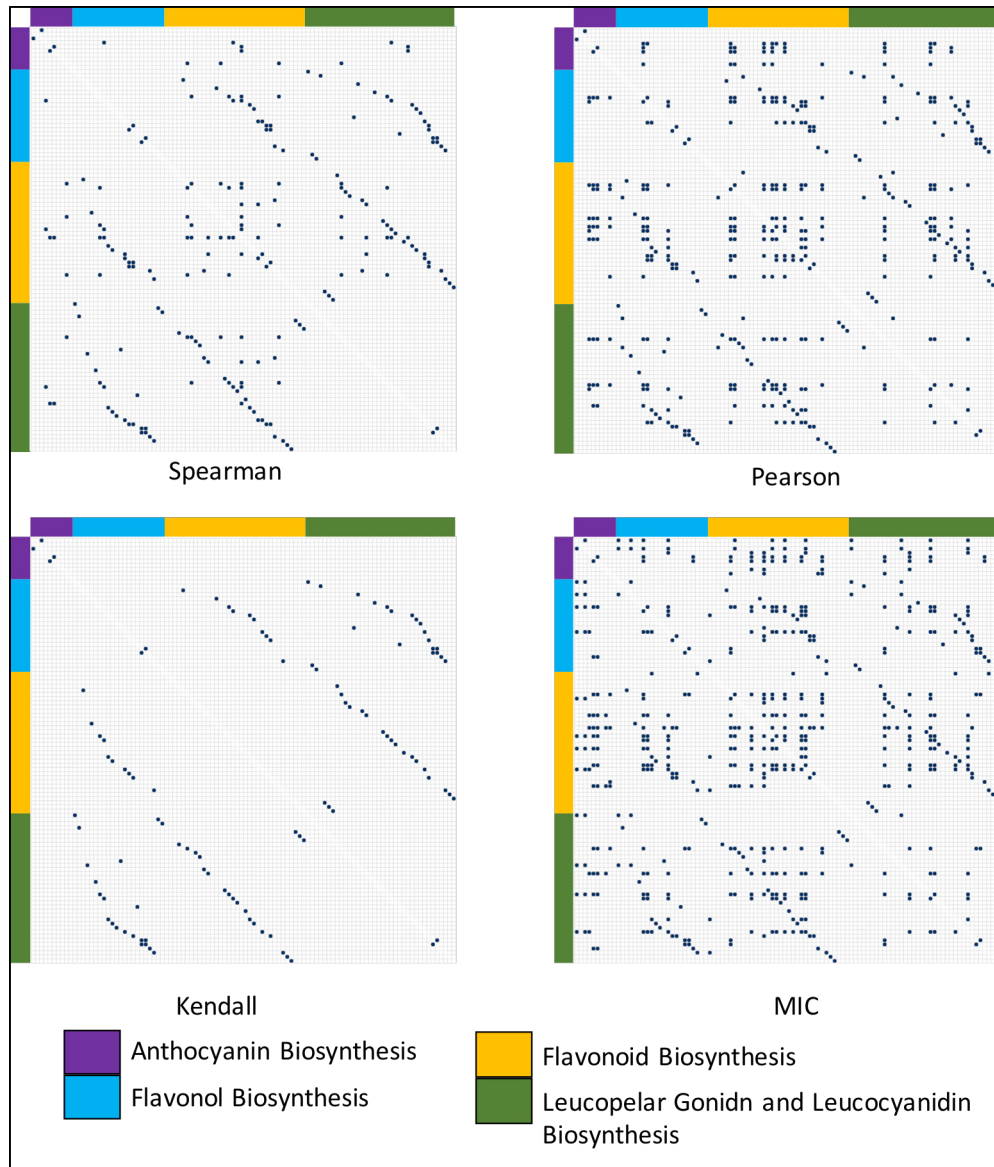 Spearman
Pearson
Kendall
MIC
Anthocyanin Biosynthesis
Flavonol Biosynthesis
Flavonoid Biosynthesis
Leucopelar Gonidn and Leucocyanidin
Biosynthesis